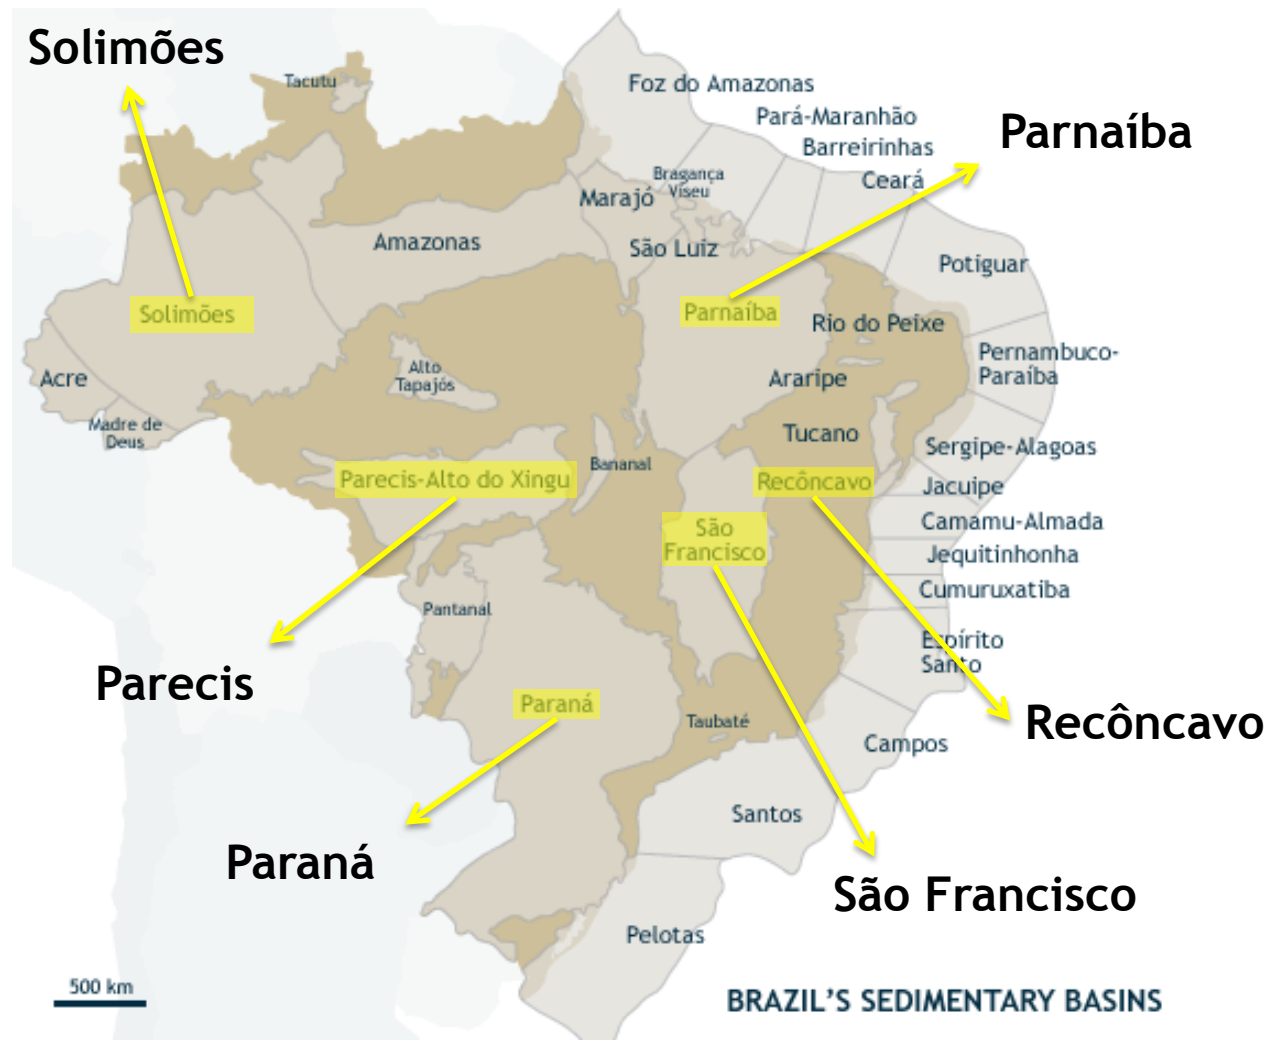 Solimões
Tacutu
Foz do Amazonas
Pará-Maranhão
Parnaíba
Barreirinhas
Bragança
Viseu
Ceará
Marajó
Amazonas
São Luiz
Potiguar
Solimões
Parnaíba
Rio do Peixe
Pernambuco-
Paraíba
Acre
Alto
Tapajós
Araripe
Madre de
Deus
Tucano
Sergipe-Alagoas
Bananal
Parecis-Alto do Xingu
Recôncavo
Jacuipe
São
Francisco
Camamu-Almada
Jequitinhonha
Cumuruxatiba
Pantanal
Espírito
Santo
Parecis
Paraná
Taubaté
Recôncavo
Campos
Santos
Paraná
São Francisco
Pelotas
500 km
BRAZIL'S SEDIMENTARY BASINS